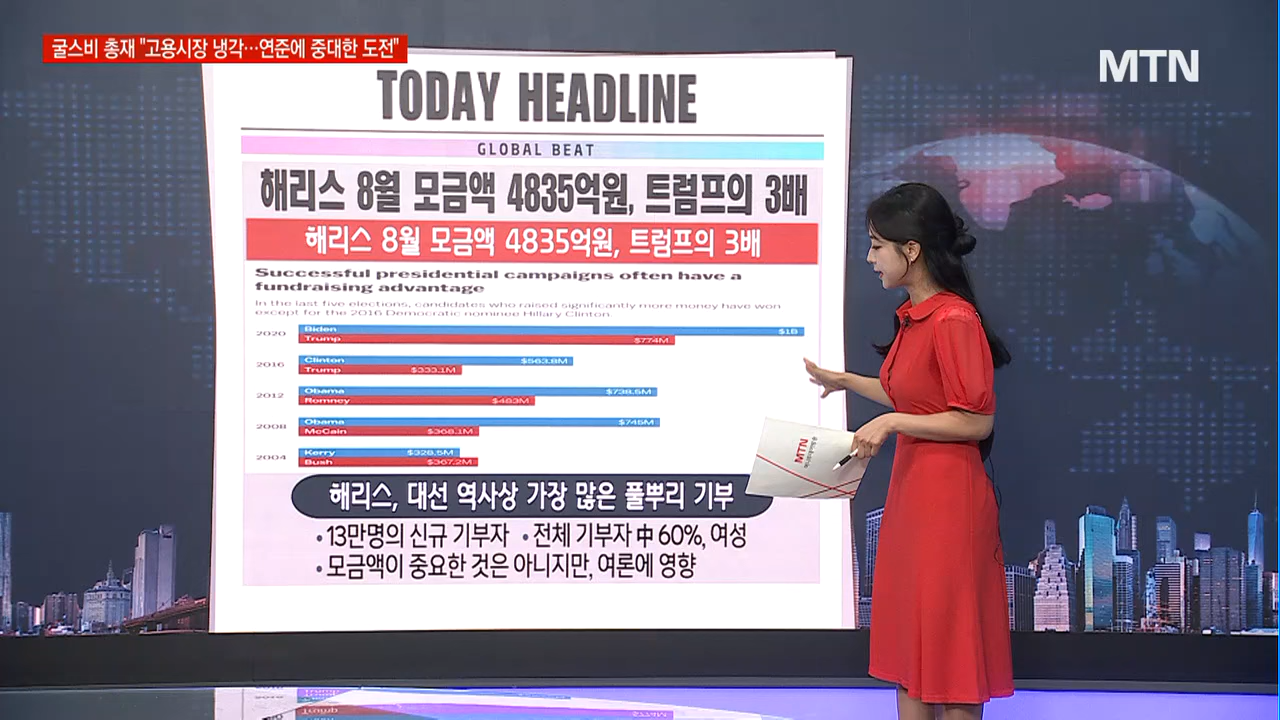 굴스비 총재 "고용시장 냉각…연준에 중대한 도전"
MTN
TODAY HEADLINE
GLOBAL BEAT
해리스 8월 모금액 4835억원, 트럼프의 3배
해리스 8월 모금액 4835억원, 트럼프의 3배
Successful presidential campaigns often have a
fundraising advantage
In the last five elections, candidates who raised significantly more money have won
except for the 2016 Democratic nominee Hillary Clinton.
2020 Biden $1B
Trump $774M
2016 Clinton $563.8M
Trump $333.1M
2012 Obama $738.5M
Romney $483M
2008 Obama $745M
McCain $368.1M
2004 Kerry $328.5M
Bush $367.2M
해리스, 대선 역사상 가장 많은 풀뿌리 기부
•13만명의 신규 기부자 •전체 기부자 中 60%, 여성
•모금액이 중요한 것은 아니지만, 여론에 영향
MTN